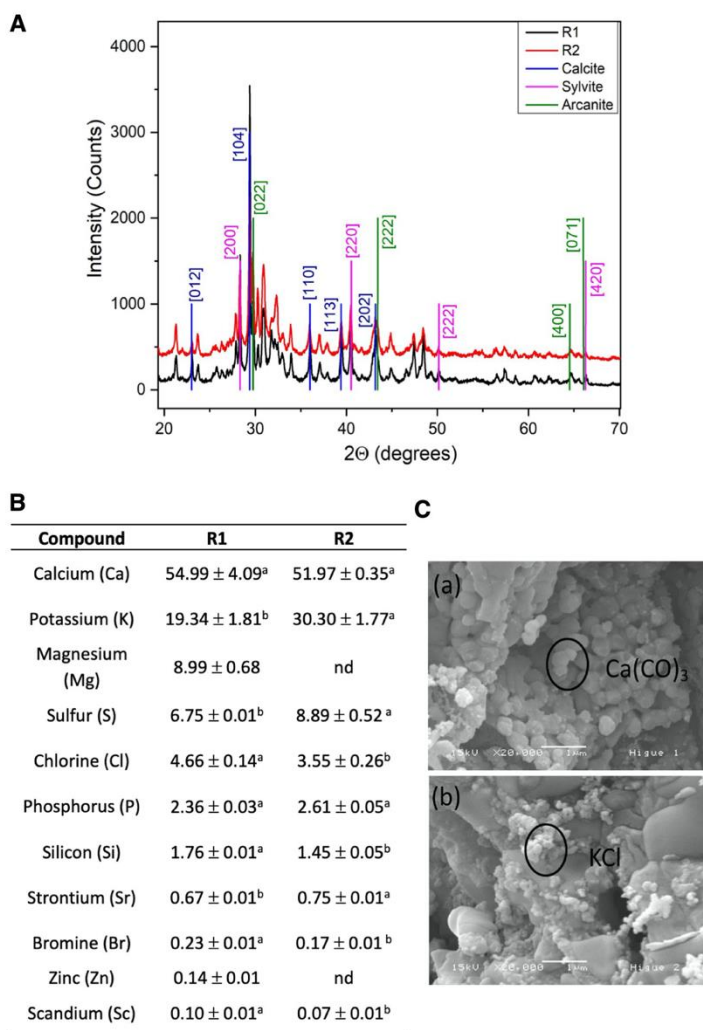 A
4000
3000
2000
1000
0
Intensity (Counts)
20 30 40 50 60 70
2Θ (degrees)
R1
R2
Calcite
Sylvite
Arcanite
[012]
[200]
[104]
[022]
[110]
[113]
[220]
[202]
[222]
[222]
[400]
[071]
[420]
B
Compound R1 R2
Calcium (Ca) 54.99 ± 4.09ᵃ 51.97 ± 0.35ᵃ
Potassium (K) 19.34 ± 1.81ᵇ 30.30 ± 1.77ᵃ
Magnesium
(Mg) 8.99 ± 0.68 nd
Sulfur (S) 6.75 ± 0.01ᵇ 8.89 ± 0.52 ᵃ
Chlorine (Cl) 4.66 ± 0.14ᵃ 3.55 ± 0.26ᵇ
Phosphorus (P) 2.36 ± 0.03ᵃ 2.61 ± 0.05ᵃ
Silicon (Si) 1.76 ± 0.01ᵃ 1.45 ± 0.05ᵇ
Strontium (Sr) 0.67 ± 0.01ᵇ 0.75 ± 0.01ᵃ
Bromine (Br) 0.23 ± 0.01ᵃ 0.17 ± 0.01 ᵇ
Zinc (Zn) 0.14 ± 0.01 nd
Scandium (Sc) 0.10 ± 0.01ᵃ 0.07 ± 0.01ᵇ
C
(a)
Ca(CO)₃
15kV X20,000 1µm Higue 1
(b)
KCl
15kV 1µm Higue 2